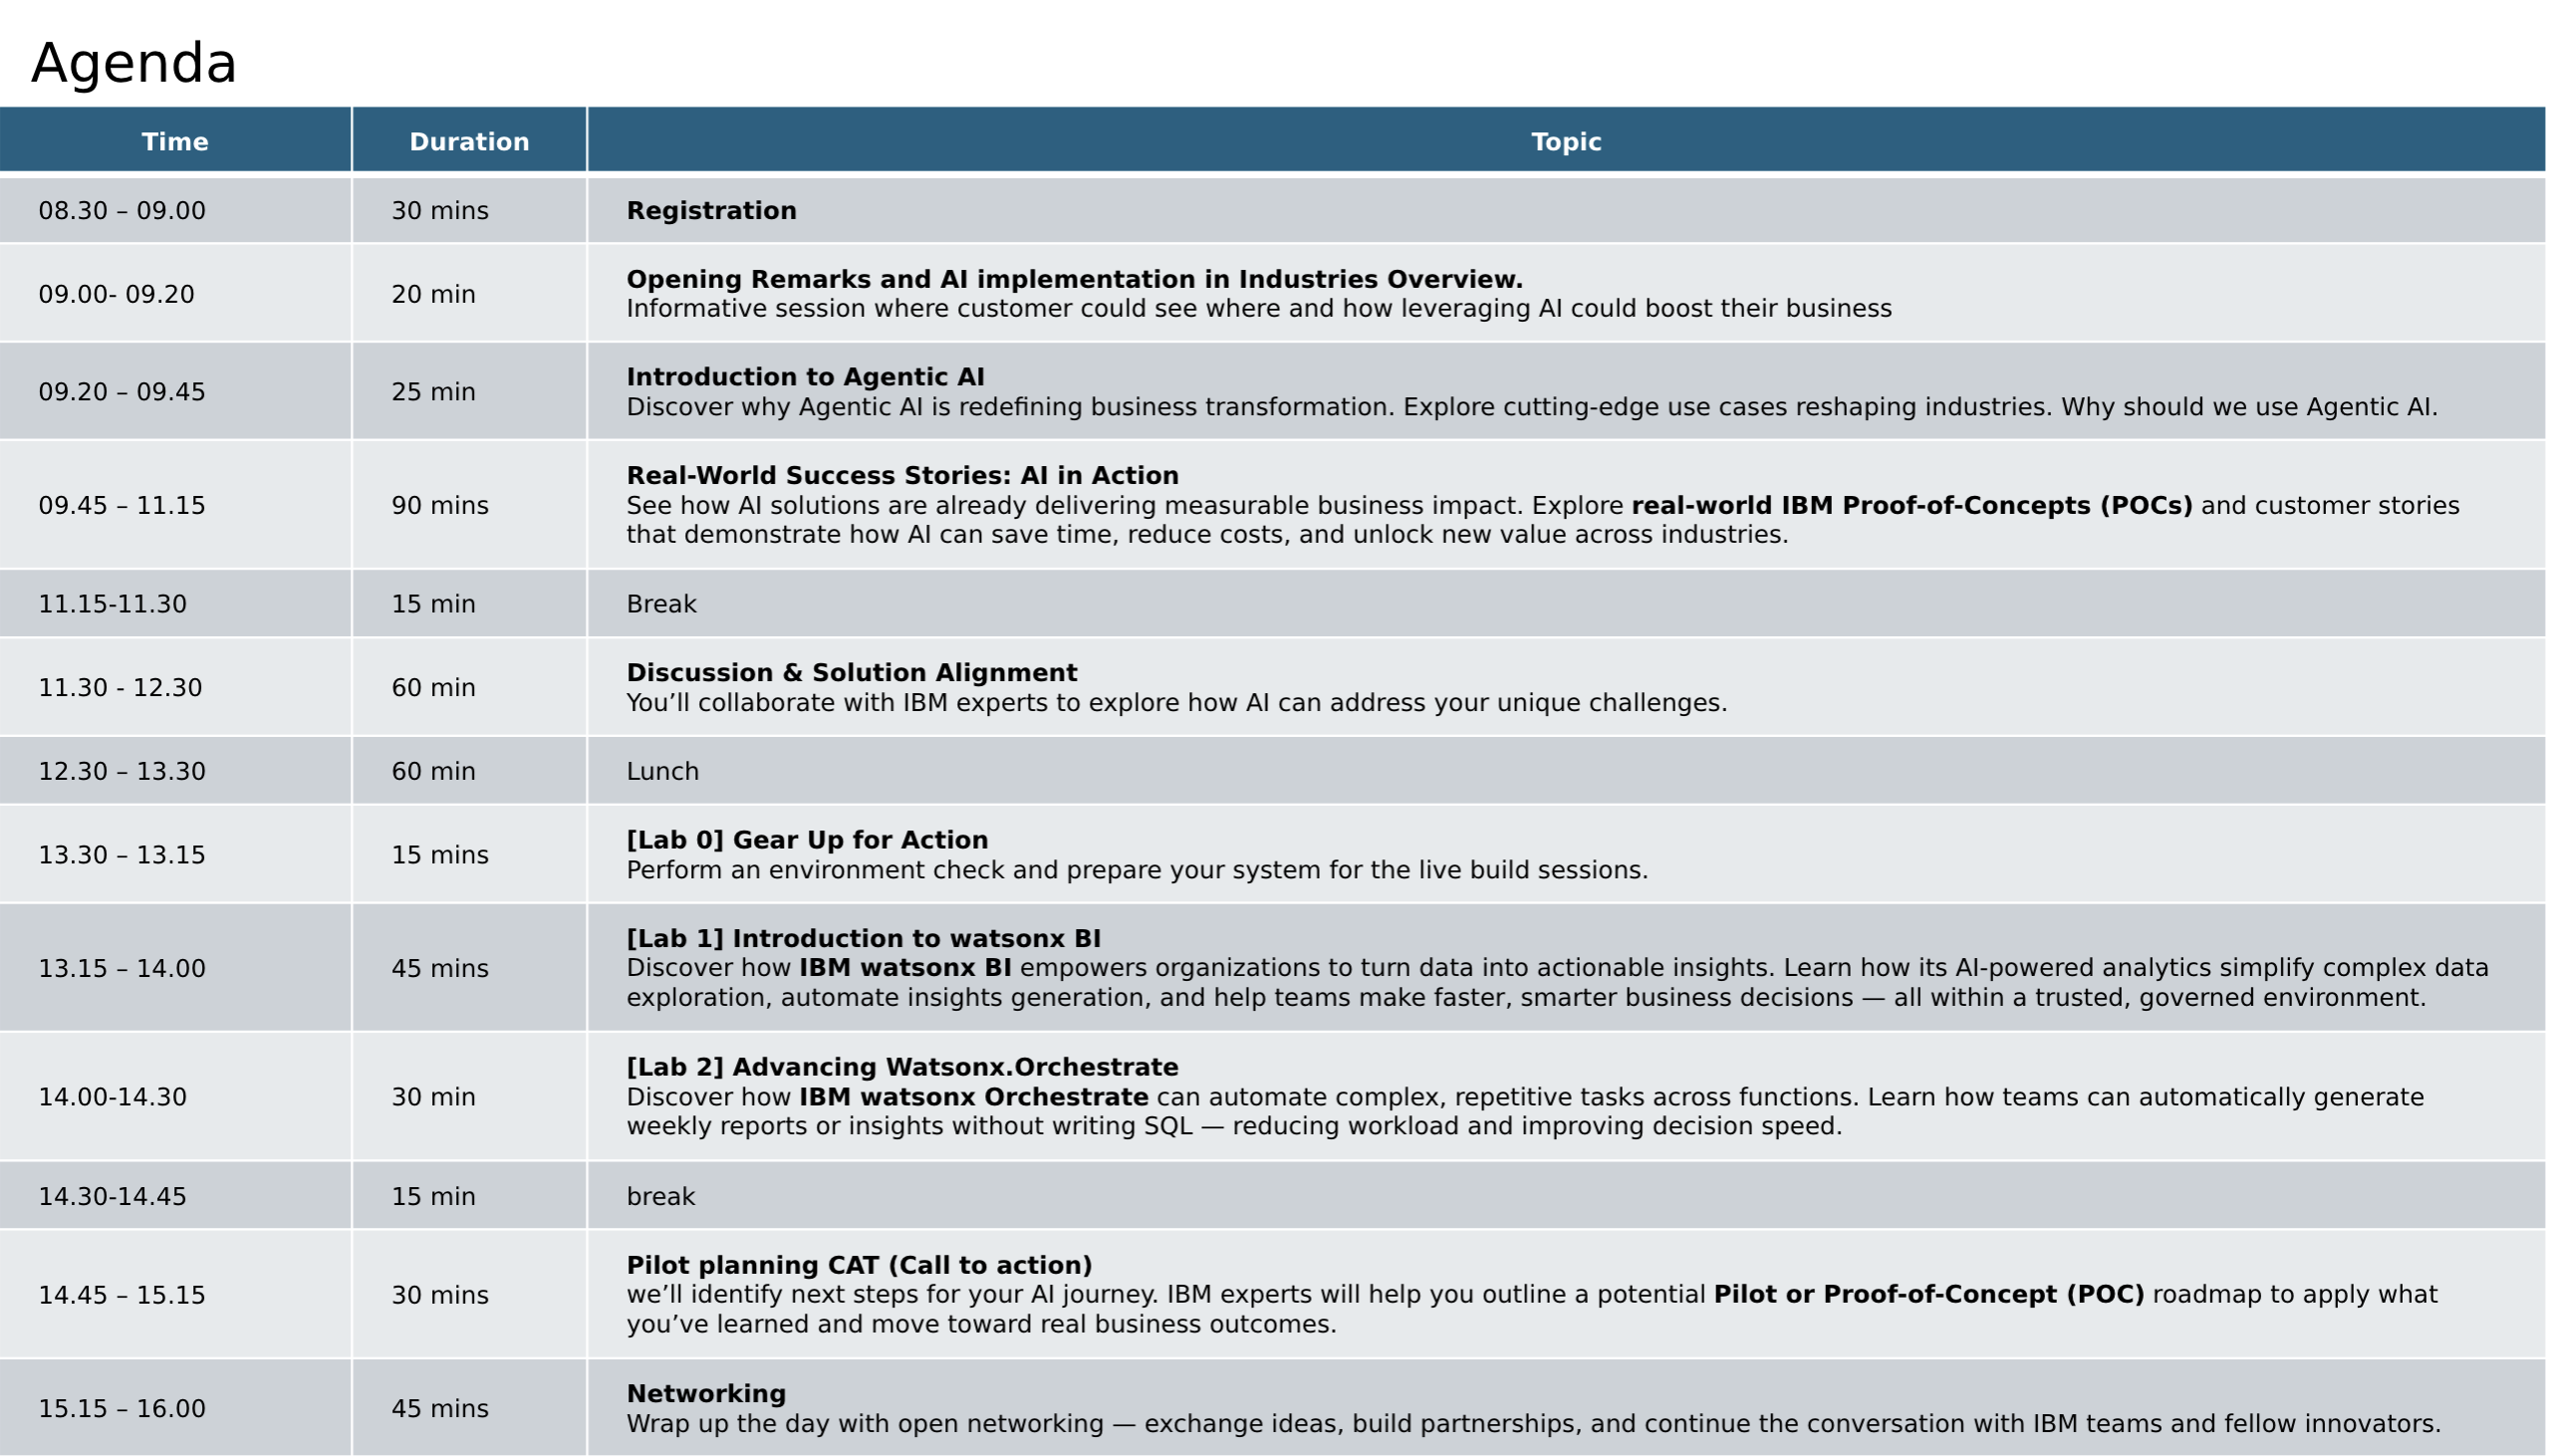 Agenda
Time Duration Topic
08.30 – 09.00 30 mins Registration
09.00- 09.20 20 min Opening Remarks and AI implementation in Industries Overview.
Informative session where customer could see where and how leveraging AI could boost their business
09.20 – 09.45 25 min Introduction to Agentic AI
Discover why Agentic AI is redefining business transformation. Explore cutting-edge use cases reshaping industries. Why should we use Agentic AI.
09.45 – 11.15 90 mins Real-World Success Stories: AI in Action
See how AI solutions are already delivering measurable business impact. Explore real-world IBM Proof-of-Concepts (POCs) and customer stories
that demonstrate how AI can save time, reduce costs, and unlock new value across industries.
11.15-11.30 15 min Break
11.30 - 12.30 60 min Discussion & Solution Alignment
You’ll collaborate with IBM experts to explore how AI can address your unique challenges.
12.30 – 13.30 60 min Lunch
13.30 – 13.15 15 mins [Lab 0] Gear Up for Action
Perform an environment check and prepare your system for the live build sessions.
13.15 – 14.00 45 mins [Lab 1] Introduction to watsonx BI
Discover how IBM watsonx BI empowers organizations to turn data into actionable insights. Learn how its AI-powered analytics simplify complex data
exploration, automate insights generation, and help teams make faster, smarter business decisions — all within a trusted, governed environment.
14.00-14.30 30 min [Lab 2] Advancing Watsonx.Orchestrate
Discover how IBM watsonx Orchestrate can automate complex, repetitive tasks across functions. Learn how teams can automatically generate
weekly reports or insights without writing SQL — reducing workload and improving decision speed.
14.30-14.45 15 min break
14.45 – 15.15 30 mins Pilot planning CAT (Call to action)
we’ll identify next steps for your AI journey. IBM experts will help you outline a potential Pilot or Proof-of-Concept (POC) roadmap to apply what
you’ve learned and move toward real business outcomes.
15.15 – 16.00 45 mins Networking
Wrap up the day with open networking — exchange ideas, build partnerships, and continue the conversation with IBM teams and fellow innovators.